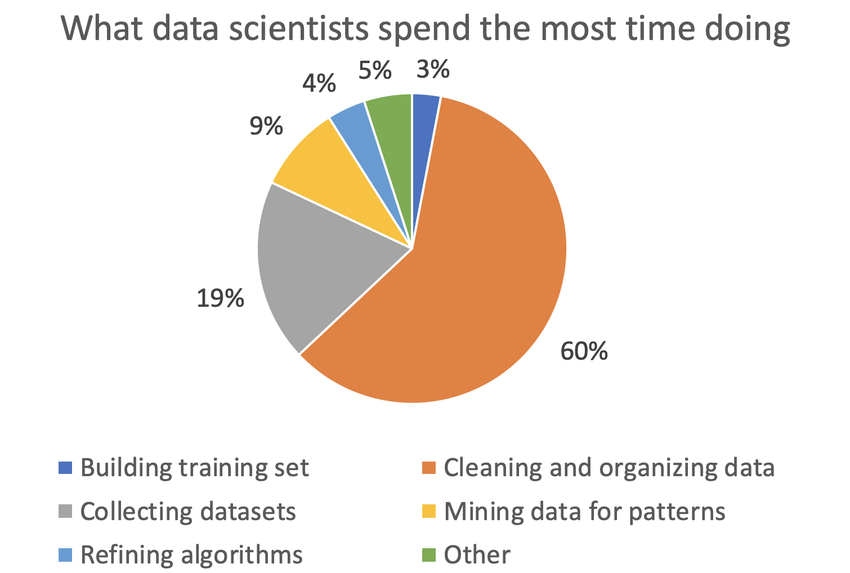 What data scientists spend the most time doing
5% 3%
4%
9%
19%
60%
Building training set
Cleaning and organizing data
Collecting datasets
Mining data for patterns
Refining algorithms
Other